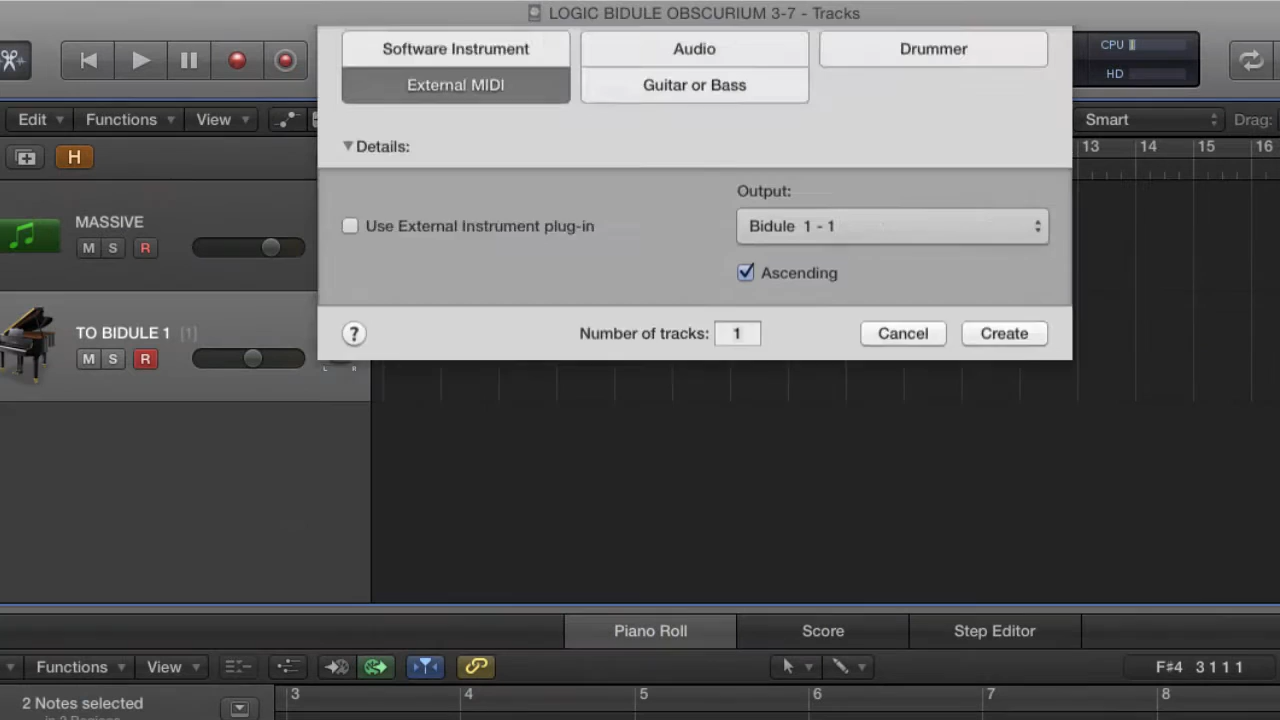 LOGIC BIDULE OBSCURIUM 3-7 - Tracks
Software Instrument
Audio
Drummer
External MIDI
Guitar or Bass
CPU
HD
Edit
Functions
View
Smart
Drag:
Details:
13 14 15 16
H
Output:
MASSIVE
M S R
Use External Instrument plug-in
Bidule 1 - 1
Ascending
TO BIDULE 1 [1]
M S R
L R
?
Number of tracks: 1
Cancel
Create
Piano Roll
Score
Step Editor
Functions
View
F#4 3 1 1 1
2 Notes selected
3 4 5 6 7 8